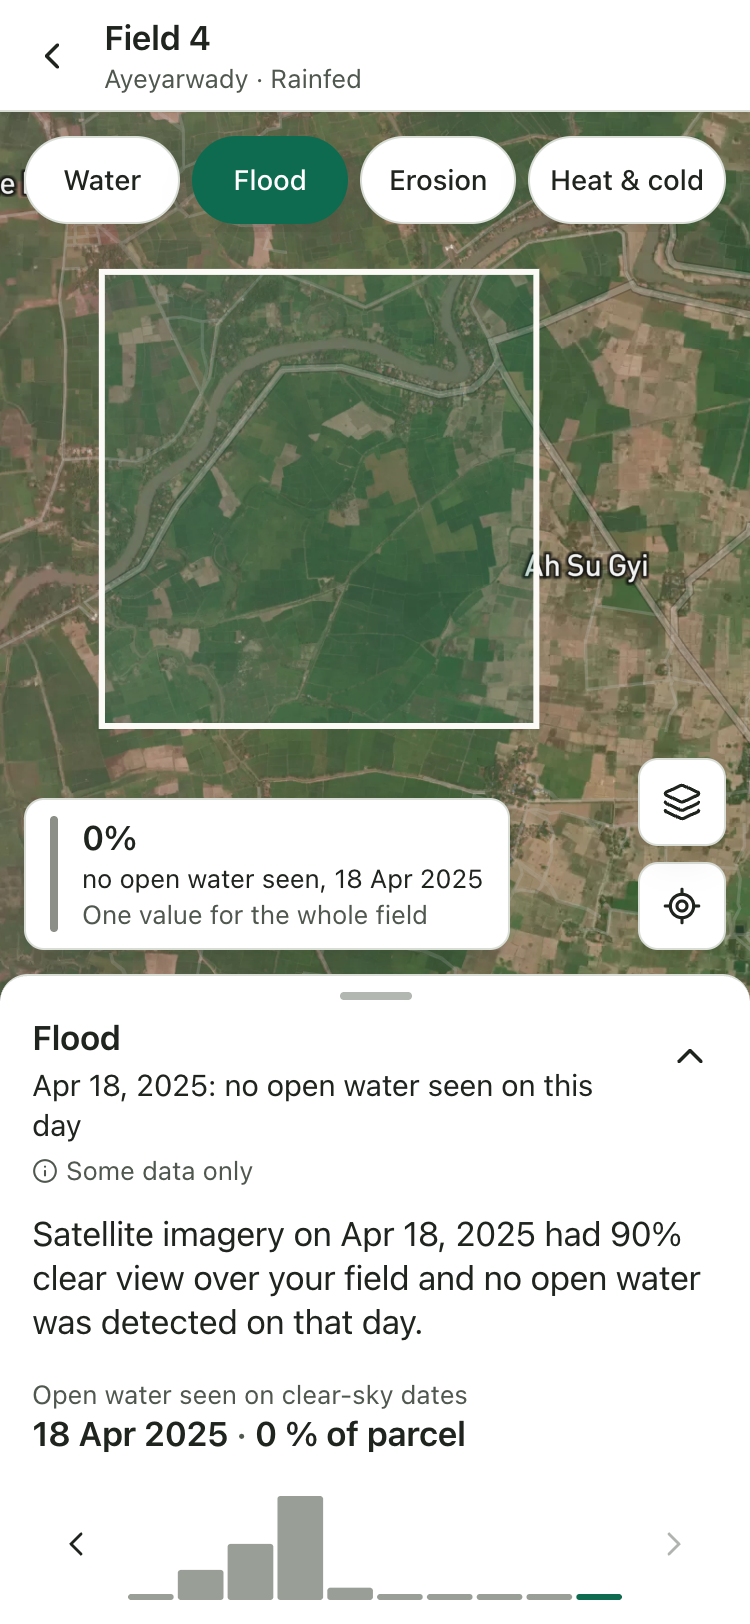 Field 4
Ayeyarwady · Rainfed
Water
Flood
Erosion
Heat & cold
Ah Su Gyi
0%
no open water seen, 18 Apr 2025
One value for the whole field
Flood
Apr 18, 2025: no open water seen on this
day
Some data only
Satellite imagery on Apr 18, 2025 had 90%
clear view over your field and no open water
was detected on that day.
Open water seen on clear-sky dates
18 Apr 2025 · 0 % of parcel